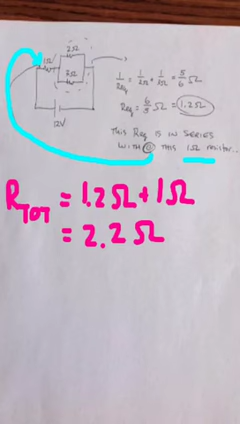 2Ω
1Ω
3Ω
12V
1/Req = 1/2Ω + 1/3Ω = 5/6 Ω
Req = 6/5 Ω = 1.2Ω
THIS Req IS IN SERIES
WITH THIS 1Ω resistor...
RTOT = 1.2Ω + 1Ω
= 2.2Ω